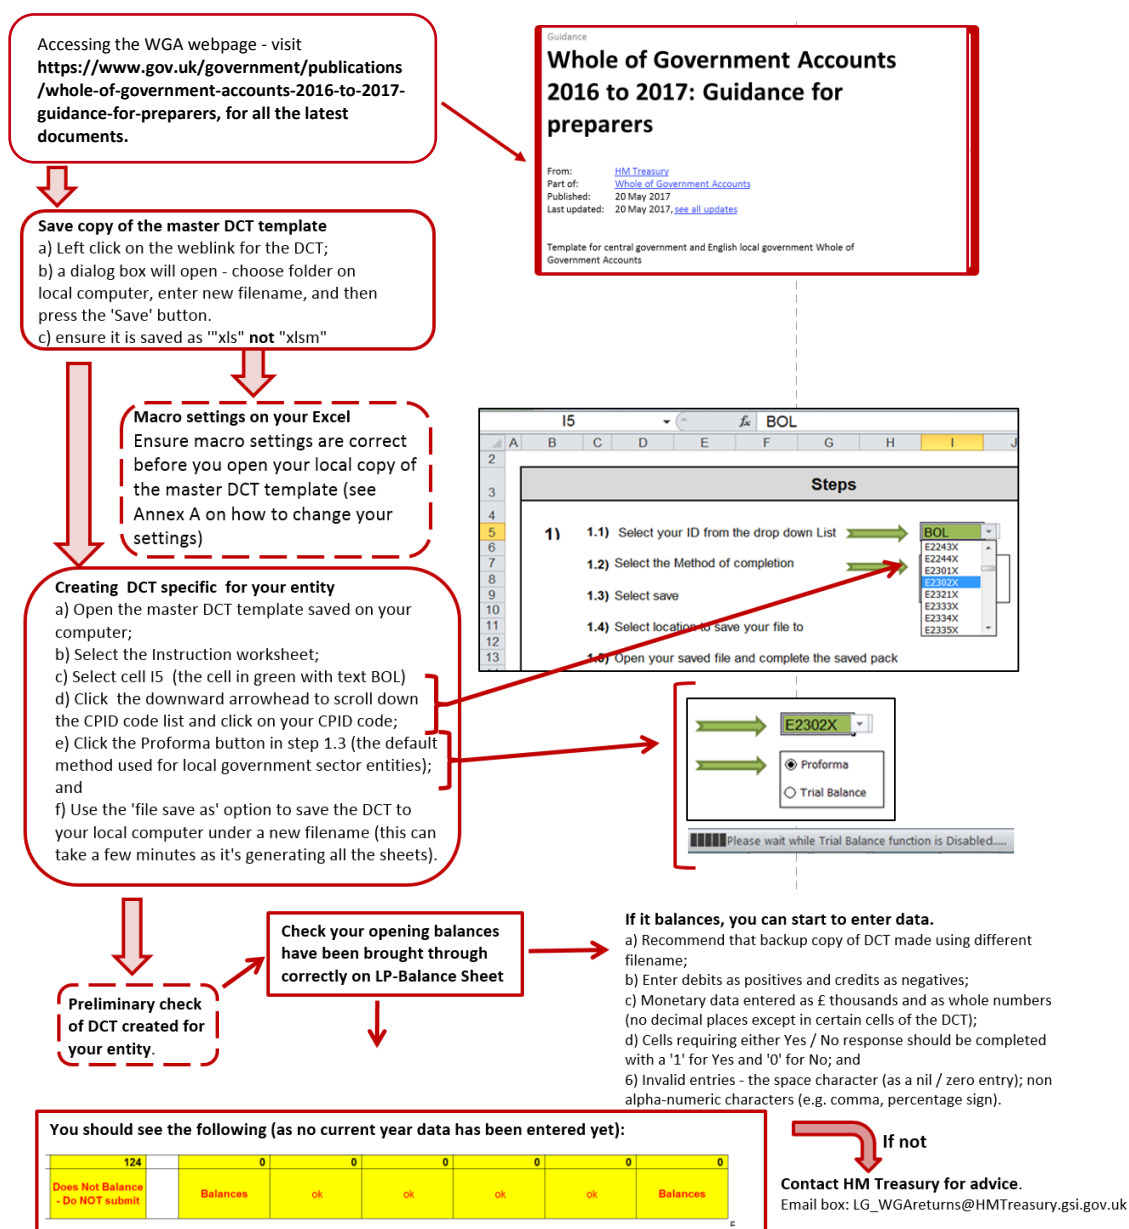 Accessing the WGA webpage - visit
https://www.gov.uk/government/publications
/whole-of-government-accounts-2016-to-2017-
guidance-for-preparers, for all the latest
documents.
Guidance
Whole of Government Accounts
2016 to 2017: Guidance for
preparers
From: HM Treasury
Part of: Whole of Government Accounts
Published: 20 May 2017
Last updated: 20 May 2017, see all updates
Template for central government and English local government Whole of
Government Accounts
Save copy of the master DCT template
a) Left click on the weblink for the DCT;
b) a dialog box will open - choose folder on
local computer, enter new filename, and then
press the 'Save' button.
c) ensure it is saved as '"xls" not "xlsm"
Macro settings on your Excel
Ensure macro settings are correct
before you open your local copy of
the master DCT template (see
Annex A on how to change your
settings)
I5 fx BOL
A B C D E F G H I J
2
3 Steps
4
5 1) 1.1) Select your ID from the drop down List BOL
6 E2243X
7 1.2) Select the Method of completion E2244X
8 E2301X
E2302X
9 1.3) Select save E2321X
10 E2333X
11 1.4) Select location to save your file to E2334X
12 E2335X
13 1.5) Open your saved file and complete the saved pack
Creating DCT specific for your entity
a) Open the master DCT template saved on your
computer;
b) Select the Instruction worksheet;
c) Select cell I5 (the cell in green with text BOL)
d) Click the downward arrowhead to scroll down
the CPID code list and click on your CPID code;
e) Click the Proforma button in step 1.3 (the default
method used for local government sector entities);
and
f) Use the 'file save as' option to save the DCT to
your local computer under a new filename (this can
take a few minutes as it's generating all the sheets).
E2302X
Proforma
Trial Balance
Please wait while Trial Balance function is Disabled.....
Preliminary check
of DCT created for
your entity.
Check your opening balances
have been brought through
correctly on LP-Balance Sheet
If it balances, you can start to enter data.
a) Recommend that backup copy of DCT made using different
filename;
b) Enter debits as positives and credits as negatives;
c) Monetary data entered as £ thousands and as whole numbers
(no decimal places except in certain cells of the DCT);
d) Cells requiring either Yes / No response should be completed
with a '1' for Yes and '0' for No; and
6) Invalid entries - the space character (as a nil / zero entry); non
alpha-numeric characters (e.g. comma, percentage sign).
You should see the following (as no current year data has been entered yet):
124 0 0 0 0 0 0
Does Not Balance
- Do NOT submit Balances ok ok ok ok Balances
If not
Contact HM Treasury for advice.
Email box: LG_WGAreturns@HMTreasury.gsi.gov.uk